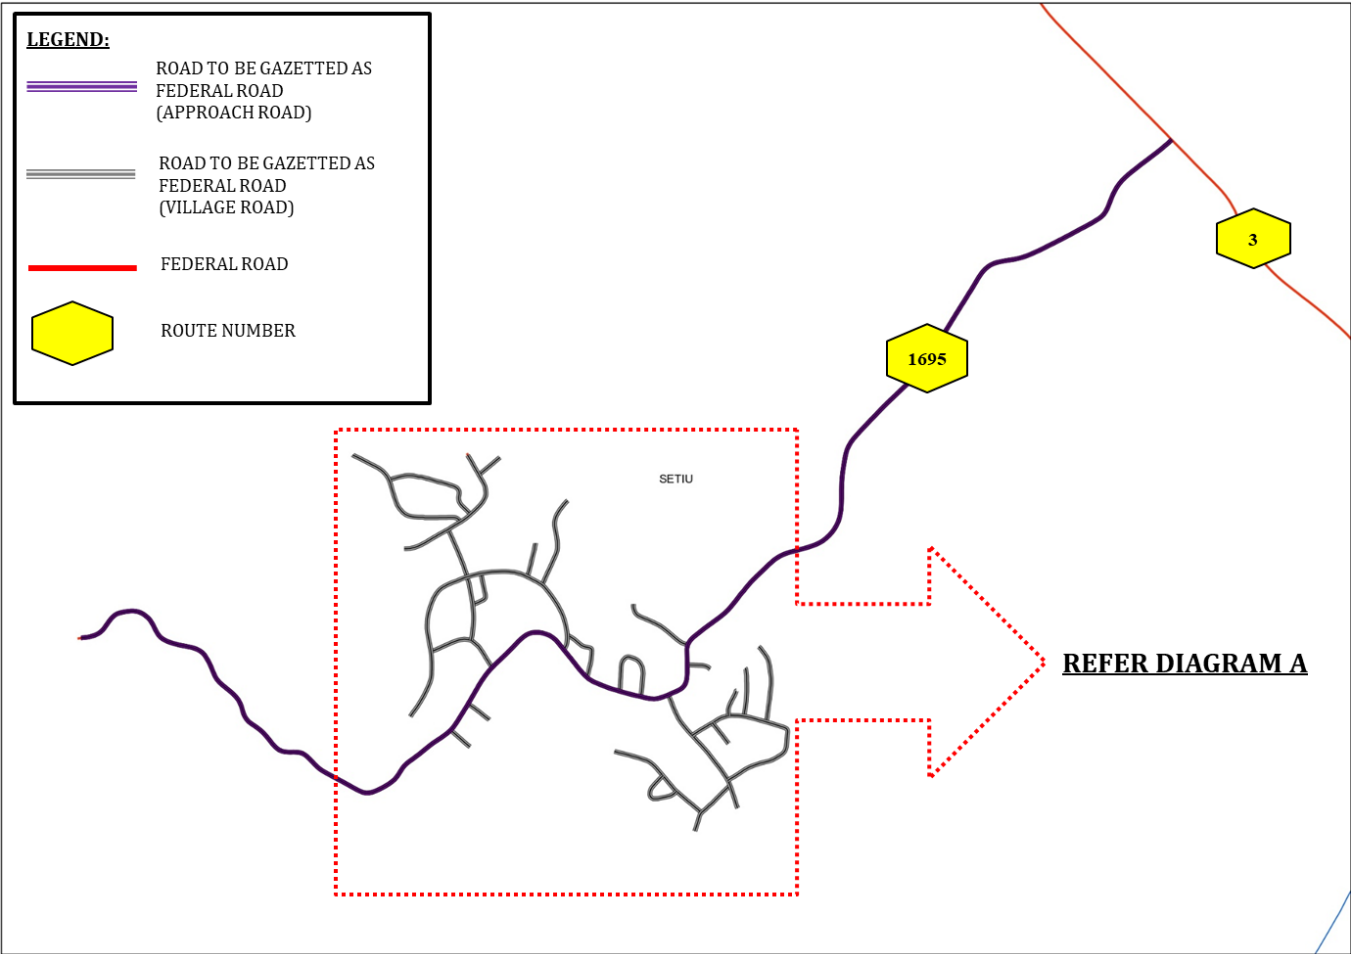 LEGEND:
ROAD TO BE GAZETTED AS
FEDERAL ROAD
(APPROACH ROAD)
ROAD TO BE GAZETTED AS
FEDERAL ROAD
(VILLAGE ROAD)
FEDERAL ROAD
ROUTE NUMBER
3
1695
SETIU
REFER DIAGRAM A